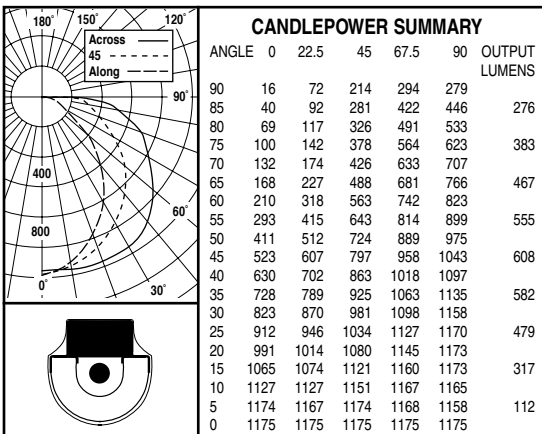 180° 150° 120°
Across
45
Along
90°
400
60°
800
0°
30°
CANDLEPOWER SUMMARY
ANGLE 0 22.5 45 67.5 90 OUTPUT
LUMENS
90 16 72 214 294 279
85 40 92 281 422 446 276
80 69 117 326 491 533
75 100 142 378 564 623 383
70 132 174 426 633 707
65 168 227 488 681 766 467
60 210 318 563 742 823
55 293 415 643 814 899 555
50 411 512 724 889 975
45 523 607 797 958 1043 608
40 630 702 863 1018 1097
35 728 789 925 1063 1135 582
30 823 870 981 1098 1158
25 912 946 1034 1127 1170 479
20 991 1014 1080 1145 1173
15 1065 1074 1121 1160 1173 317
10 1127 1127 1151 1167 1165
5 1174 1167 1174 1168 1158 112
0 1175 1175 1175 1175 1175